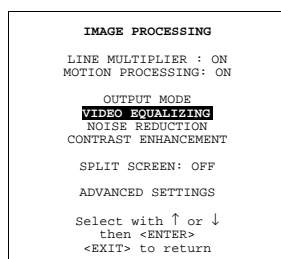 IMAGE PROCESSING
LINE MULTIPLIER : ON
MOTION PROCESSING: ON
OUTPUT MODE
VIDEO EQUALIZING
NOISE REDUCTION
CONTRAST ENHANCEMENT
SPLIT SCREEN: OFF
ADVANCED SETTINGS
Select with ↑ or ↓
then <ENTER>
<EXIT> to return